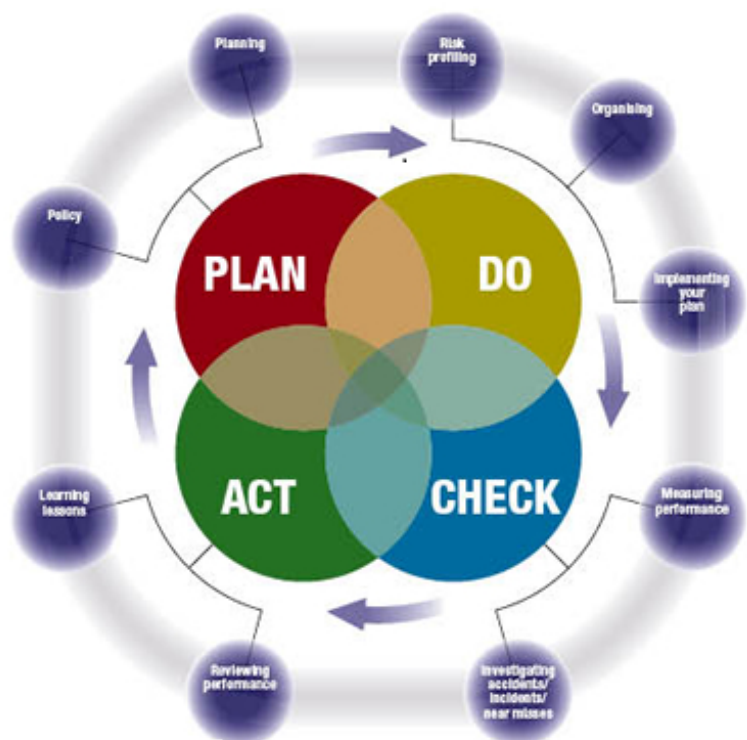 Planning
Risk
profiling
Organising
Policy
PLAN
DO
Implementing
your
plan
ACT
CHECK
Learning
lessons
Measuring
performance
Reviewing
performance
Investigating
accidents/
incidents/
near misses